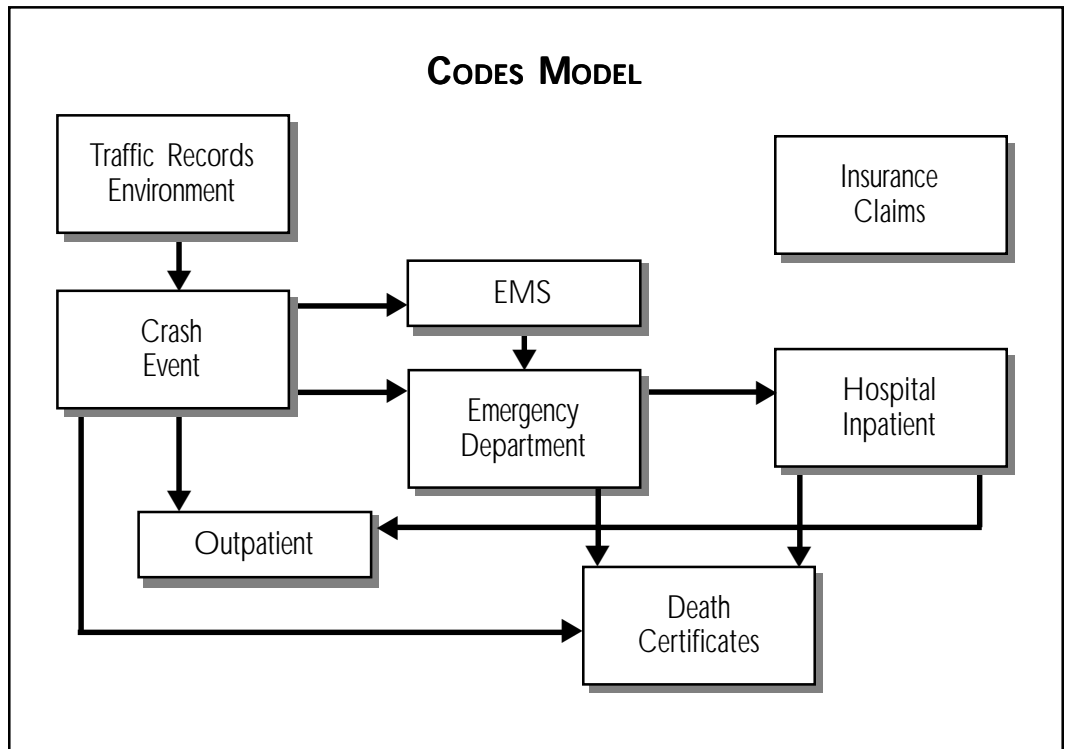 CODES MODEL
Traffic Records
Environment
Insurance
Claims
EMS
Crash
Event
Hospital
Inpatient
Emergency
Department
Outpatient
Death
Certificates